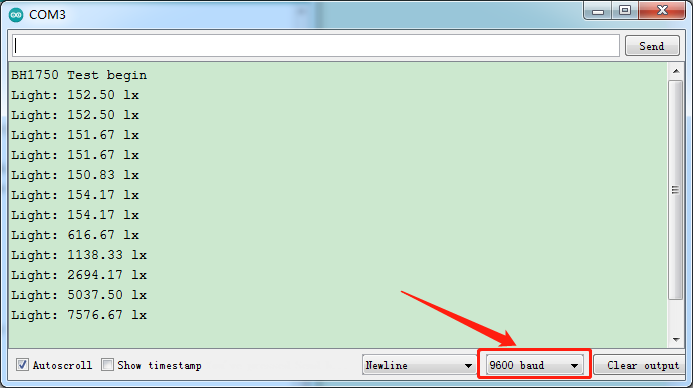 COM3
Send
BH1750 Test begin
Light: 152.50 lx
Light: 152.50 lx
Light: 151.67 lx
Light: 151.67 lx
Light: 150.83 lx
Light: 154.17 lx
Light: 154.17 lx
Light: 616.67 lx
Light: 1138.33 lx
Light: 2694.17 lx
Light: 5037.50 lx
Light: 7576.67 lx
Autoscroll Show timestamp Newline 9600 baud Clear output